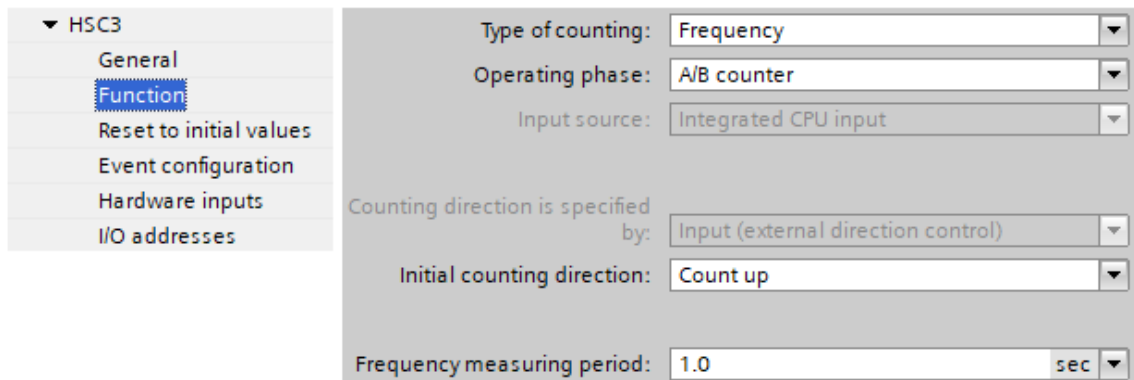 HSC3
General
Function
Reset to initial values
Event configuration
Hardware inputs
I/O addresses
Type of counting: Frequency
Operating phase: A/B counter
Input source: Integrated CPU input
Counting direction is specified
by: Input (external direction control)
Initial counting direction: Count up
Frequency measuring period: 1.0 sec